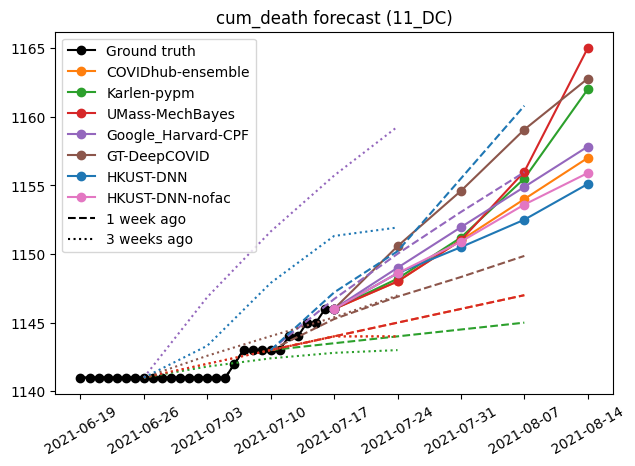 cum_death forecast (11_DC)
1165
1160
1155
1150
1145
1140
Ground truth
COVIDhub-ensemble
Karlen-pypm
UMass-MechBayes
Google_Harvard-CPF
GT-DeepCOVID
HKUST-DNN
HKUST-DNN-nofac
1 week ago
3 weeks ago
2021-06-19
2021-06-26
2021-07-03
2021-07-10
2021-07-17
2021-07-24
2021-07-31
2021-08-07
2021-08-14